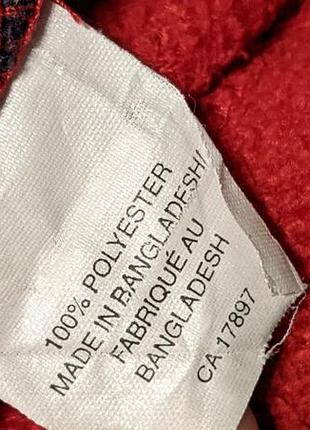 100% POLYESTER
MADE IN BANGLADESH/
FABRIQUÉ AU
BANGLADESH
CA 17897